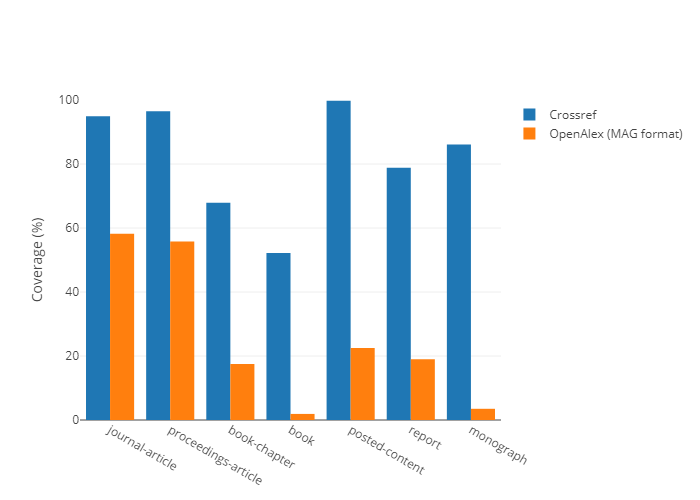 100
80
60
40
20
0
Coverage (%)
journal-article
proceedings-article
book-chapter
book
posted-content
report
monograph
Crossref
OpenAlex (MAG format)